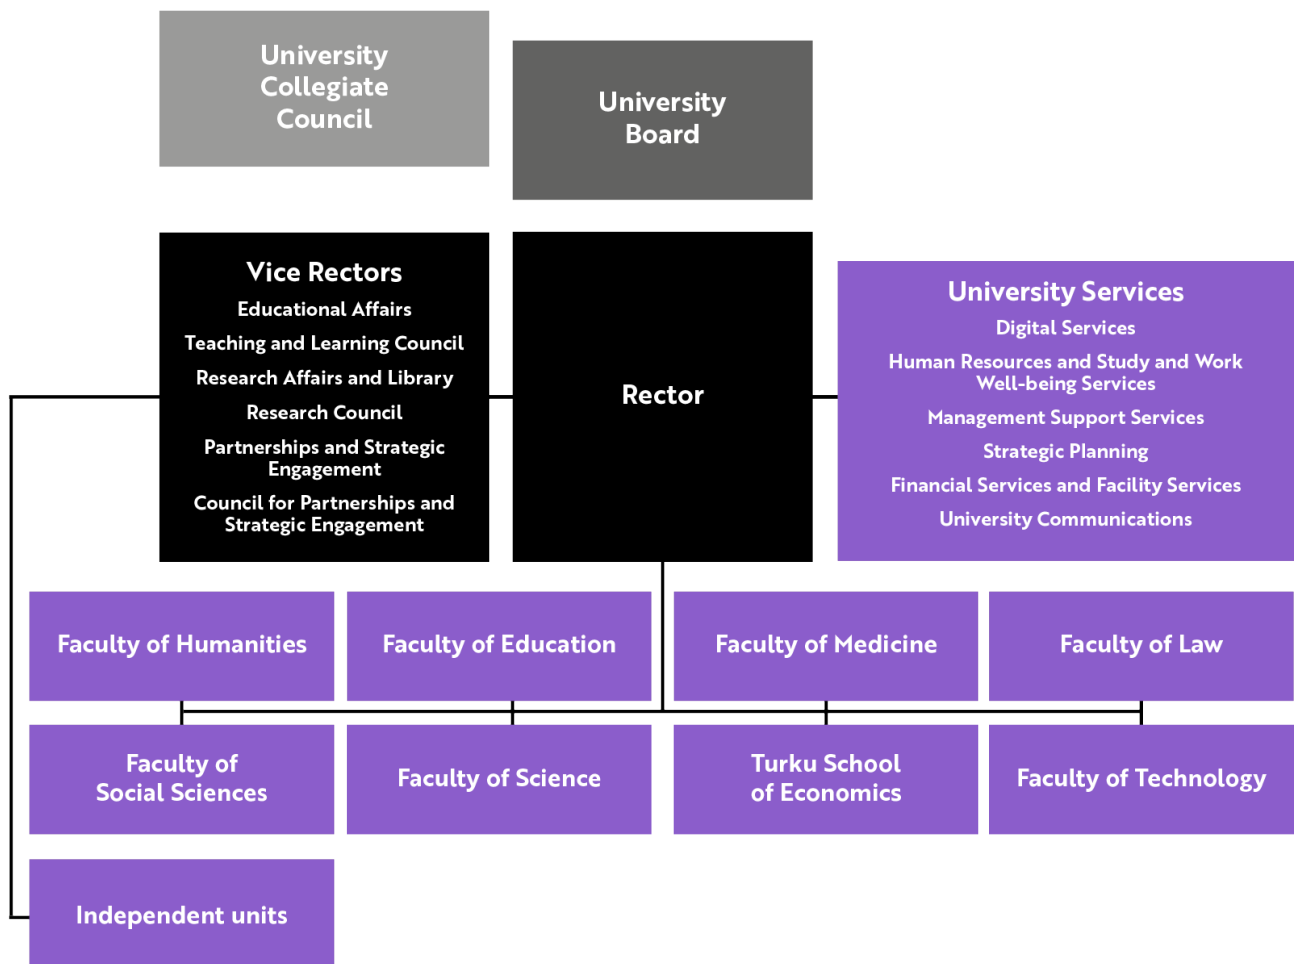 University
Collegiate
Council
University
Board
Vice Rectors
Educational Affairs
Teaching and Learning Council
Research Affairs and Library
Research Council
Partnerships and Strategic
Engagement
Council for Partnerships and
Strategic Engagement
Rector
University Services
Digital Services
Human Resources and Study and Work
Well-being Services
Management Support Services
Strategic Planning
Financial Services and Facility Services
University Communications
Faculty of Humanities
Faculty of Education
Faculty of Medicine
Faculty of Law
Faculty of
Social Sciences
Faculty of Science
Turku School
of Economics
Faculty of Technology
Independent units